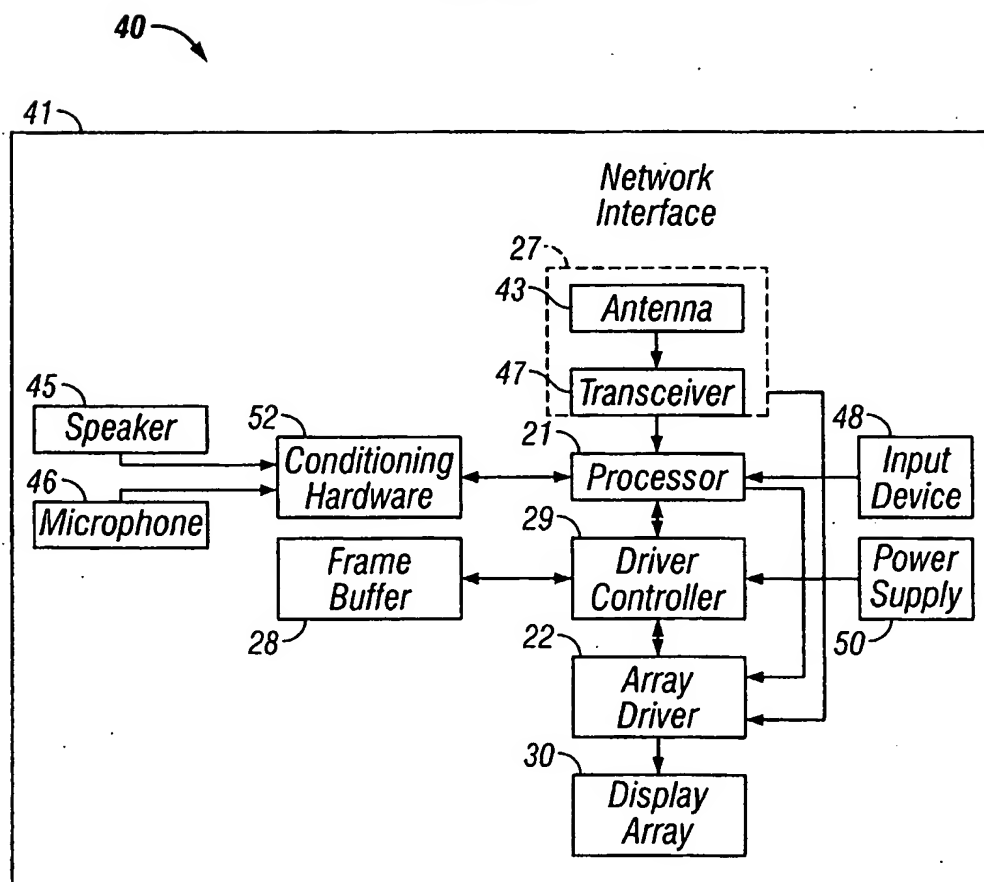 40
41
Network
Interface
27
43
Antenna
47
Transceiver
45
Speaker
52
Conditioning
Hardware
21
Processor
48
Input
Device
46
Microphone
29
Frame
Buffer
28
Driver
Controller
Power
Supply
50
22
Array
Driver
30
Display
Array